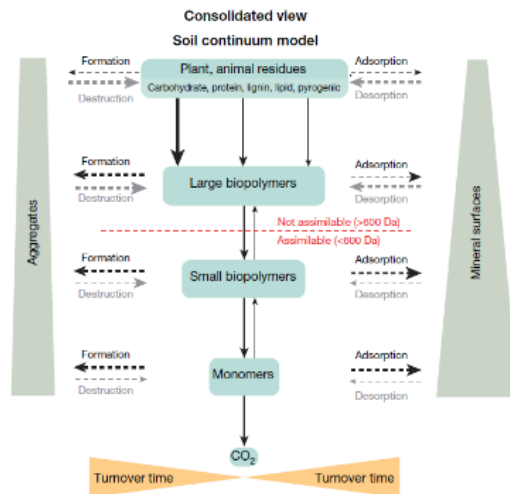 Consolidated view
Soil continuum model
Formation
Plant, animal residues
Adsorption
Destruction
Carbohydrate, protein, lignin, lipid, pyrogenic
Desorption
Formation
Large biopolymers
Adsorption
Destruction
Desorption
Not assimilable (>600 Da)
Assimilable (<600 Da)
Aggregates
Mineral surfaces
Formation
Small biopolymers
Adsorption
Destruction
Desorption
Formation
Monomers
Adsorption
Destruction
Desorption
CO₂
Turnover time
Turnover time